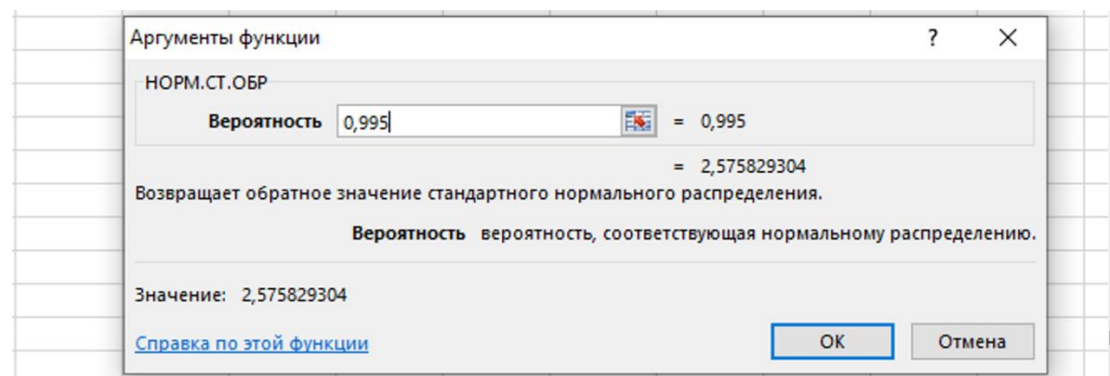 Аргументы функции ? ×
НОРМ.СТ.ОБР
Вероятность 0,995 = 0,995
= 2,575829304
Возвращает обратное значение стандартного нормального распределения.
Вероятность вероятность, соответствующая нормальному распределению.
Значение: 2,575829304
Справка по этой функции ОК Отмена